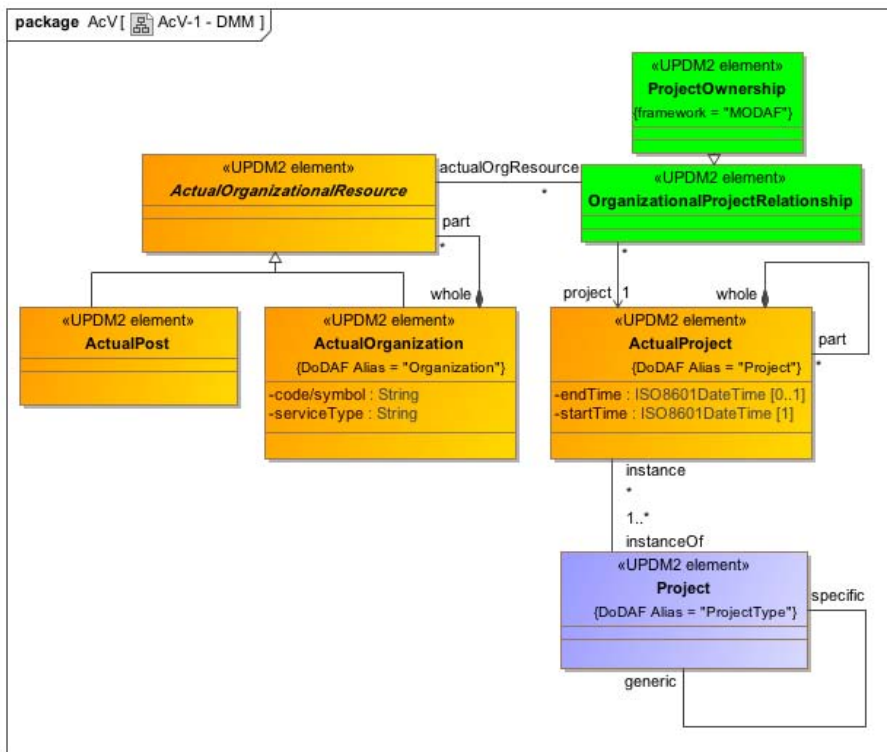 package AcV [ AcV-1 - DMM ]
«UPDM2 element»
ProjectOwnership
{framework = "MODAF"}
«UPDM2 element»
ActualOrganizationalResource
actualOrgResource
*
«UPDM2 element»
OrganizationalProjectRelationship
part
*
whole
*
project 1
whole
part
*
«UPDM2 element»
ActualPost
«UPDM2 element»
ActualOrganization
{DoDAF Alias = "Organization"}
-code/symbol : String
-serviceType : String
«UPDM2 element»
ActualProject
{DoDAF Alias = "Project"}
-endTime : ISO8601DateTime [0..1]
-startTime : ISO8601DateTime [1]
instance
*
1..*
instanceOf
«UPDM2 element»
Project
{DoDAF Alias = "ProjectType"}
specific
generic